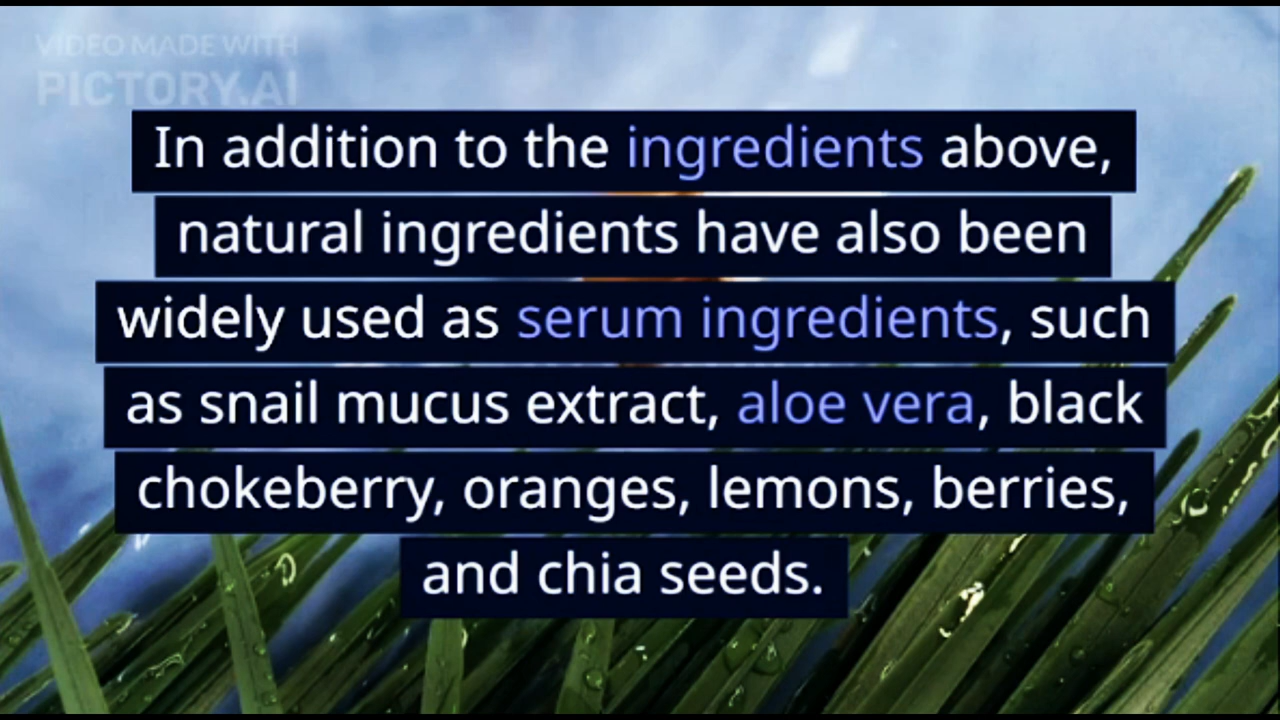 VIDEO MADE WITH
PICTORY.AI
In addition to the ingredients above,
natural ingredients have also been
widely used as serum ingredients, such
as snail mucus extract, aloe vera, black
chokeberry, oranges, lemons, berries,
and chia seeds.